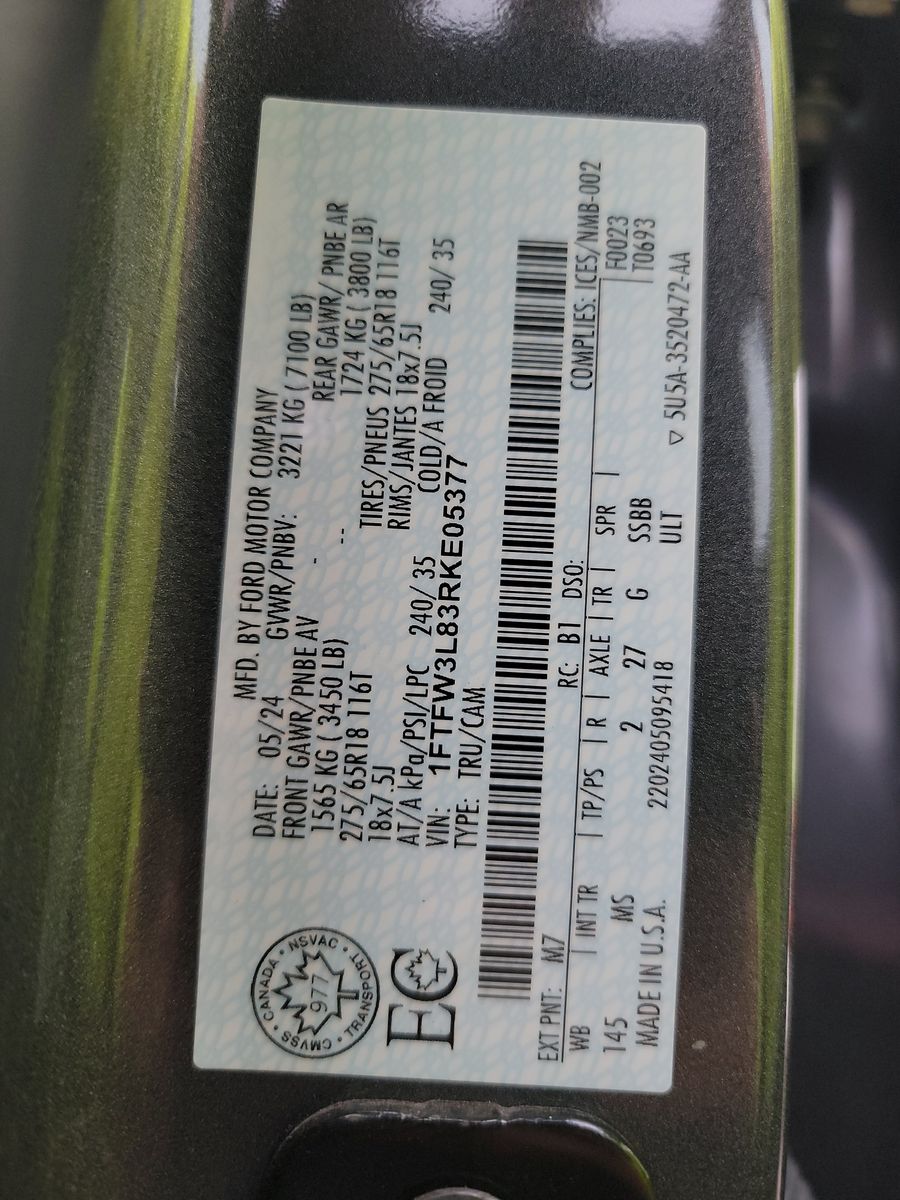 MFD. BY FORD MOTOR COMPANY
DATE: 05/24 GVWR/PNBV: 3221 KG ( 7100 LB)
FRONT GAWR/PNBE AV - REAR GAWR/ PNBE AR
1565 KG ( 3450 LB) -- 1724 KG ( 3800 LB)
275/65R18 116T TIRES/PNEUS 275/65R18 116T
18x7.5J RIMS/JANTES 18x7.5J
AT/A kPa/PSI/LPC 240/ 35 COLD/A FROID 240/ 35
VIN: 1FTFW3L83RKE05377
TYPE: TRU/CAM
CANADA • NSVAC • TRANSPORT • CMVSS •
977
EC
COMPLIES: ICES/NMB-002
EXT PNT: M7 RC: B1 DSO: F0023
WB | INT TR | TP/PS | R | AXLE | TR | SPR | T0693
145 MS 2 27 G SSBB
MADE IN U.S.A. 2202405095418 ULT ▽ 5U5A-3520472-AA